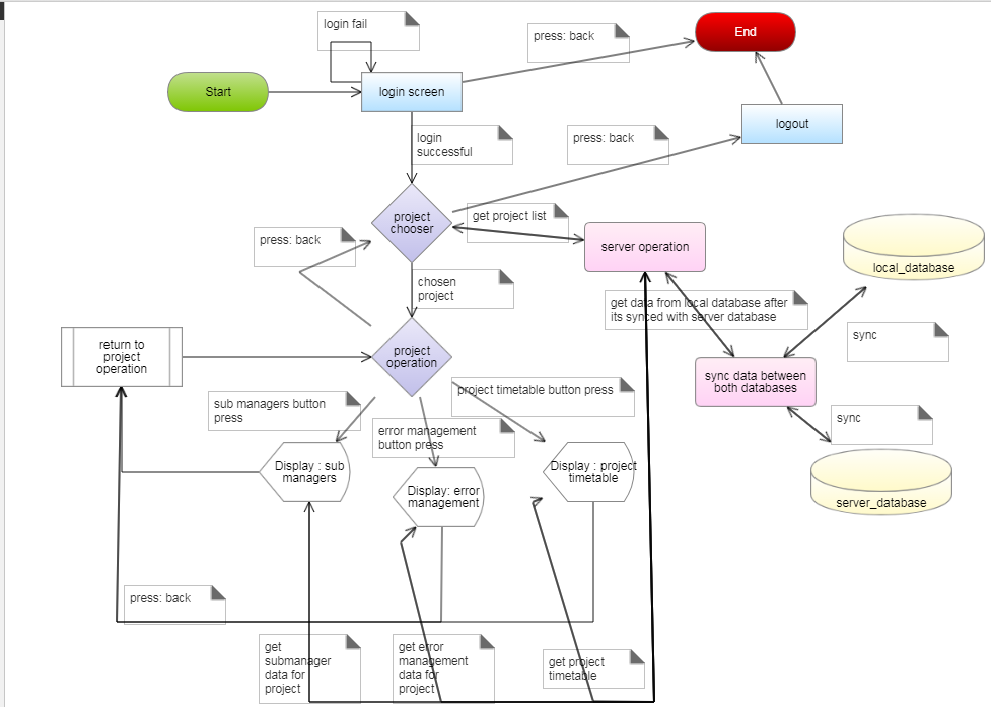 login fail
End
press: back
Start
login screen
logout
login
successful
press: back
project
chooser
get project list
press: back
server operation
local_database
chosen
project
get data from local database after
its synced with server database
sync
return to
project
operation
project
operation
sync data between
both databases
project timetable button press
sub managers button
press
sync
error management
button press
Display : sub
managers
Display : project
timetable
Display: error
management
server_database
press: back
get
submanager
data for
project
get error
management
data for
project
get project
timetable